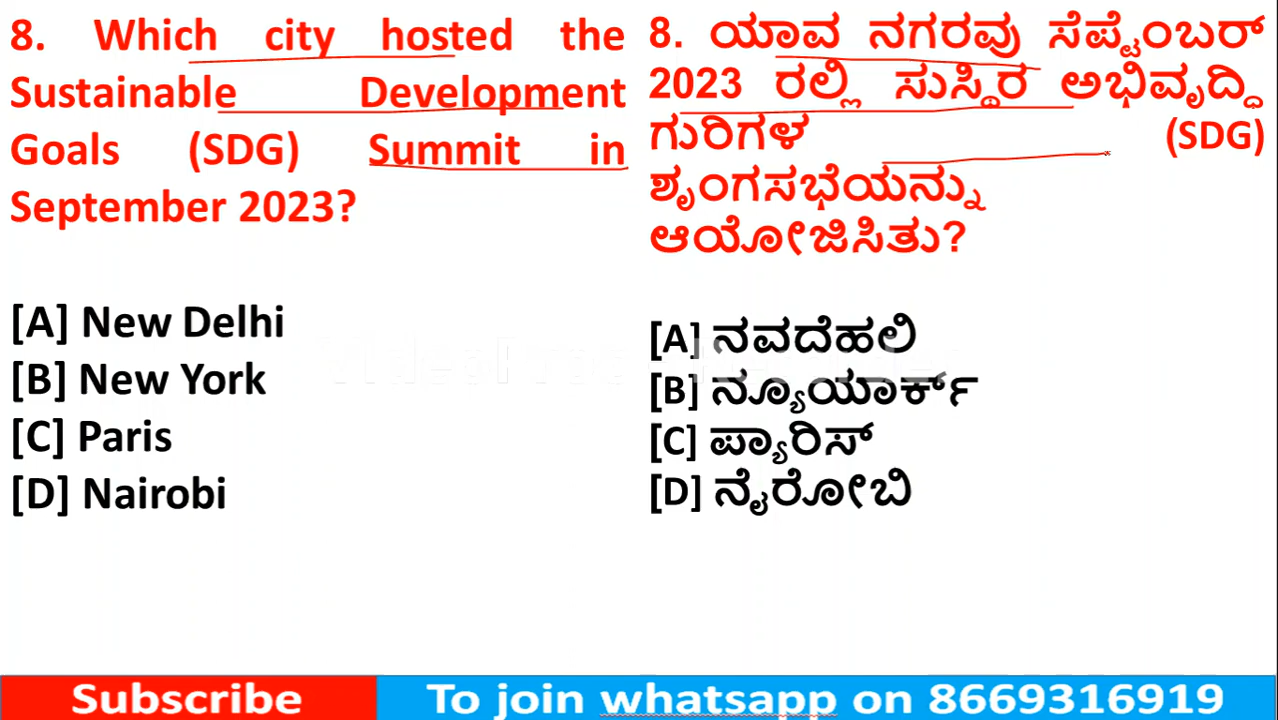 8. Which city hosted the
Sustainable Development
Goals (SDG) Summit in
September 2023?
[A] New Delhi
[B] New York
[C] Paris
[D] Nairobi
8. ಯಾವ ನಗರವು ಸೆಪ್ಟೆಂಬರ್
2023 ರಲ್ಲಿ ಸುಸ್ಥಿರ ಅಭಿವೃದ್ಧಿ
ಗುರಿಗಳ (SDG)
ಶೃಂಗಸಭೆಯನ್ನು
ಆಯೋಜಿಸಿತು?
[A] ನವದೆಹಲಿ
[B] ನ್ಯೂಯಾರ್ಕ್
[C] ಪ್ಯಾರಿಸ್
[D] ನೈರೋಬಿ
Subscribe
To join whatsapp on 8669316919